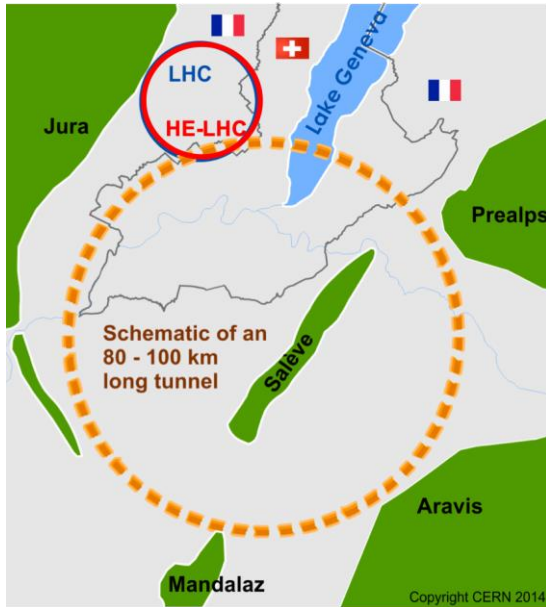 LHC
HE-LHC
Lake Geneva
Jura
Prealps
Schematic of an
80 - 100 km
long tunnel
Salève
Aravis
Mandalaz
Copyright CERN 2014